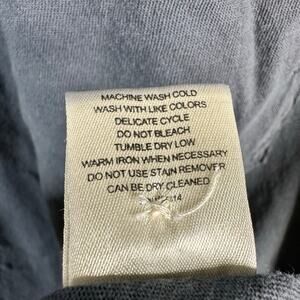 MACHINE WASH COLD
WASH WITH LIKE COLORS
DELICATE CYCLE
DO NOT BLEACH
TUMBLE DRY LOW
WARM IRON WHEN NECESSARY
DO NOT USE STAIN REMOVER
CAN BE DRY CLEANED